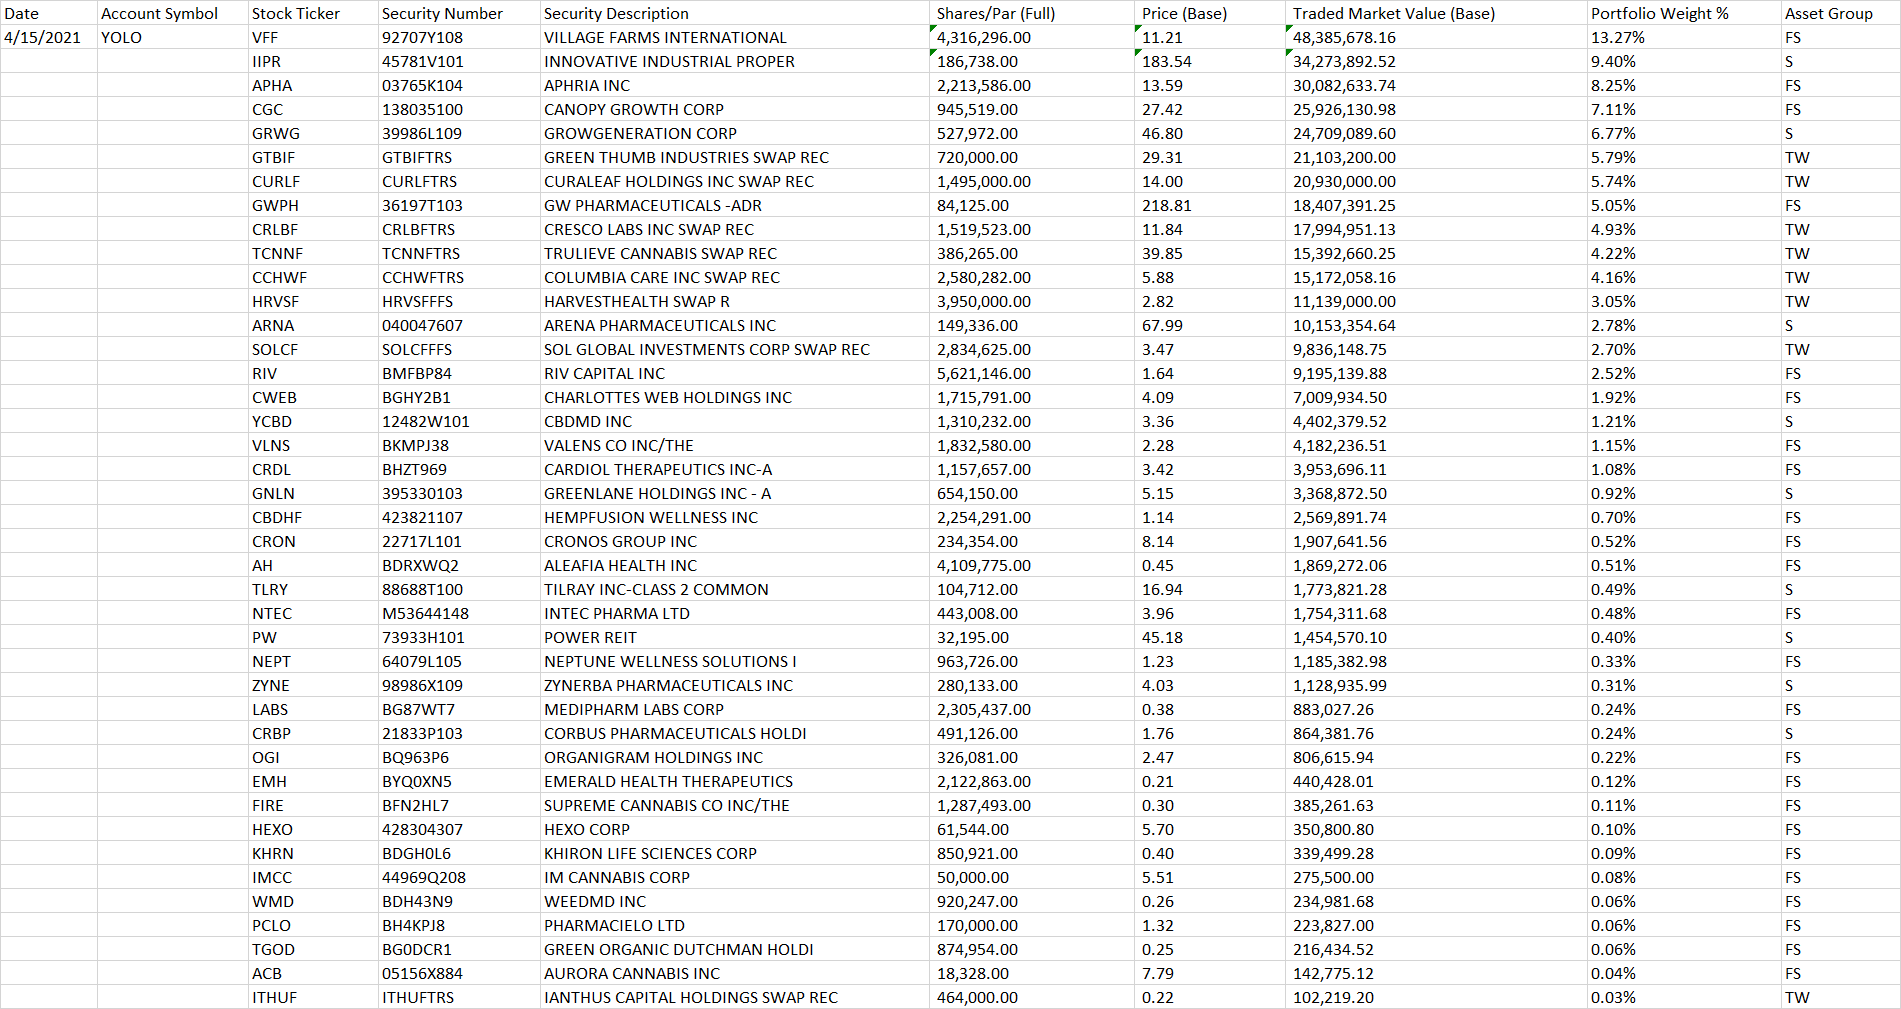 Date Account Symbol Stock Ticker Security Number Security Description Shares/Par (Full) Price (Base) Traded Market Value (Base) Portfolio Weight % Asset Group
4/15/2021 YOLO VFF 92707Y108 VILLAGE FARMS INTERNATIONAL 4,316,296.00 11.21 48,385,678.16 13.27% FS
IIPR 45781V101 INNOVATIVE INDUSTRIAL PROPER 186,738.00 183.54 34,273,892.52 9.40% S
APHA 03765K104 APHRIA INC 2,213,586.00 13.59 30,082,633.74 8.25% FS
CGC 138035100 CANOPY GROWTH CORP 945,519.00 27.42 25,926,130.98 7.11% FS
GRWG 39986L109 GROWGENERATION CORP 527,972.00 46.80 24,709,089.60 6.77% S
GTBIF GTBIFTRS GREEN THUMB INDUSTRIES SWAP REC 720,000.00 29.31 21,103,200.00 5.79% TW
CURLF CURLFTRS CURALEAF HOLDINGS INC SWAP REC 1,495,000.00 14.00 20,930,000.00 5.74% TW
GWPH 36197T103 GW PHARMACEUTICALS -ADR 84,125.00 218.81 18,407,391.25 5.05% FS
CRLBF CRLBFTRS CRESCO LABS INC SWAP REC 1,519,523.00 11.84 17,994,951.13 4.93% TW
TCNNF TCNNFTRS TRULIEVE CANNABIS SWAP REC 386,265.00 39.85 15,392,660.25 4.22% TW
CCHWF CCHWFTRS COLUMBIA CARE INC SWAP REC 2,580,282.00 5.88 15,172,058.16 4.16% TW
HRVSF HRVSFFFS HARVESTHEALTH SWAP R 3,950,000.00 2.82 11,139,000.00 3.05% TW
ARNA 040047607 ARENA PHARMACEUTICALS INC 149,336.00 67.99 10,153,354.64 2.78% S
SOLCF SOLCFFFS SOL GLOBAL INVESTMENTS CORP SWAP REC 2,834,625.00 3.47 9,836,148.75 2.70% TW
RIV BMFBP84 RIV CAPITAL INC 5,621,146.00 1.64 9,195,139.88 2.52% FS
CWEB BGHY2B1 CHARLOTTES WEB HOLDINGS INC 1,715,791.00 4.09 7,009,934.50 1.92% FS
YCBD 12482W101 CBDMD INC 1,310,232.00 3.36 4,402,379.52 1.21% S
VLNS BKMPJ38 VALENS CO INC/THE 1,832,580.00 2.28 4,182,236.51 1.15% FS
CRDL BHZT969 CARDIOL THERAPEUTICS INC-A 1,157,657.00 3.42 3,953,696.11 1.08% FS
GNLN 395330103 GREENLANE HOLDINGS INC - A 654,150.00 5.15 3,368,872.50 0.92% S
CBDHF 423821107 HEMPFUSION WELLNESS INC 2,254,291.00 1.14 2,569,891.74 0.70% FS
CRON 22717L101 CRONOS GROUP INC 234,354.00 8.14 1,907,641.56 0.52% FS
AH BDRXWQ2 ALEAFIA HEALTH INC 4,109,775.00 0.45 1,869,272.06 0.51% FS
TLRY 88688T100 TILRAY INC-CLASS 2 COMMON 104,712.00 16.94 1,773,821.28 0.49% S
NTEC M53644148 INTEC PHARMA LTD 443,008.00 3.96 1,754,311.68 0.48% FS
PW 73933H101 POWER REIT 32,195.00 45.18 1,454,570.10 0.40% S
NEPT 64079L105 NEPTUNE WELLNESS SOLUTIONS I 963,726.00 1.23 1,185,382.98 0.33% FS
ZYNE 98986X109 ZYNERBA PHARMACEUTICALS INC 280,133.00 4.03 1,128,935.99 0.31% S
LABS BG87WT7 MEDIPHARM LABS CORP 2,305,437.00 0.38 883,027.26 0.24% FS
CRBP 21833P103 CORBUS PHARMACEUTICALS HOLDI 491,126.00 1.76 864,381.76 0.24% S
OGI BQ963P6 ORGANIGRAM HOLDINGS INC 326,081.00 2.47 806,615.94 0.22% FS
EMH BYQ0XN5 EMERALD HEALTH THERAPEUTICS 2,122,863.00 0.21 440,428.01 0.12% FS
FIRE BFN2HL7 SUPREME CANNABIS CO INC/THE 1,287,493.00 0.30 385,261.63 0.11% FS
HEXO 428304307 HEXO CORP 61,544.00 5.70 350,800.80 0.10% FS
KHRN BDGH0L6 KHIRON LIFE SCIENCES CORP 850,921.00 0.40 339,499.28 0.09% FS
IMCC 44969Q208 IM CANNABIS CORP 50,000.00 5.51 275,500.00 0.08% FS
WMD BDH43N9 WEEDMD INC 920,247.00 0.26 234,981.68 0.06% FS
PCLO BH4KPJ8 PHARMACIELO LTD 170,000.00 1.32 223,827.00 0.06% FS
TGOD BG0DCR1 GREEN ORGANIC DUTCHMAN HOLDI 874,954.00 0.25 216,434.52 0.06% FS
ACB 05156X884 AURORA CANNABIS INC 18,328.00 7.79 142,775.12 0.04% FS
ITHUF ITHUFTRS IANTHUS CAPITAL HOLDINGS SWAP REC 464,000.00 0.22 102,219.20 0.03% TW